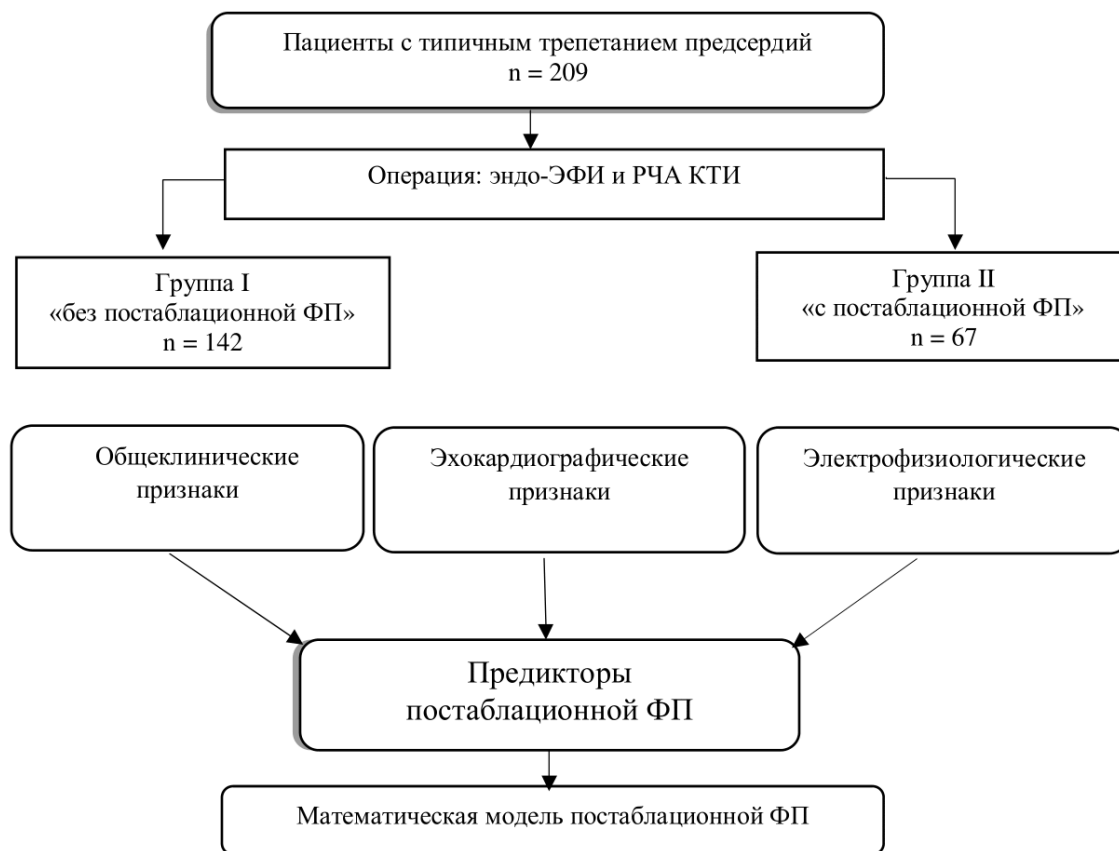 Пациенты с типичным трепетанием предсердий
n = 209
Операция: эндо-ЭФИ и РЧА КТИ
Группа I
«без постаблационной ФП»
n = 142
Группа II
«с постаблационной ФП»
n = 67
Общеклинические
признаки
Эхокардиографические
признаки
Электрофизиологические
признаки
Предикторы
постаблационной ФП
Математическая модель постаблационной ФП